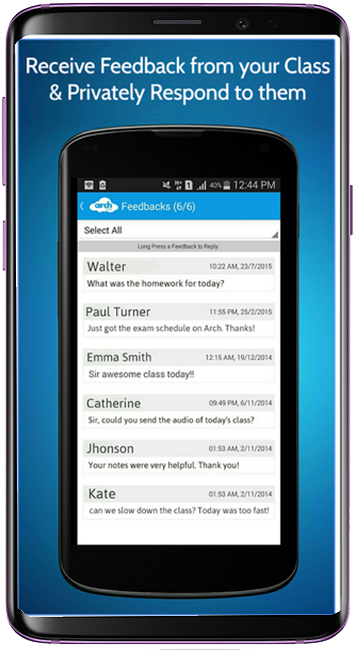 Receive Feedback from your Class
& Privately Respond to them
40% 12:44 PM
arch Feedbacks (6/6)
Select All
Long Press a Feedback to Reply.
Walter 10:22 AM, 23/7/2015
What was the homework for today?
Paul Turner 11:55 PM, 25/2/2015
Just got the exam schedule on Arch. Thanks!
Emma Smith 12:15 AM, 19/12/2014
Sir awesome class today!!
Catherine 09:49 PM, 6/11/2014
Sir, could you send the audio of today's class?
Jhonson 01:53 AM, 2/11/2014
Your notes were very helpful. Thank you!
Kate 01:53 AM, 2/11/2014
can we slow down the class? Today was too fast!